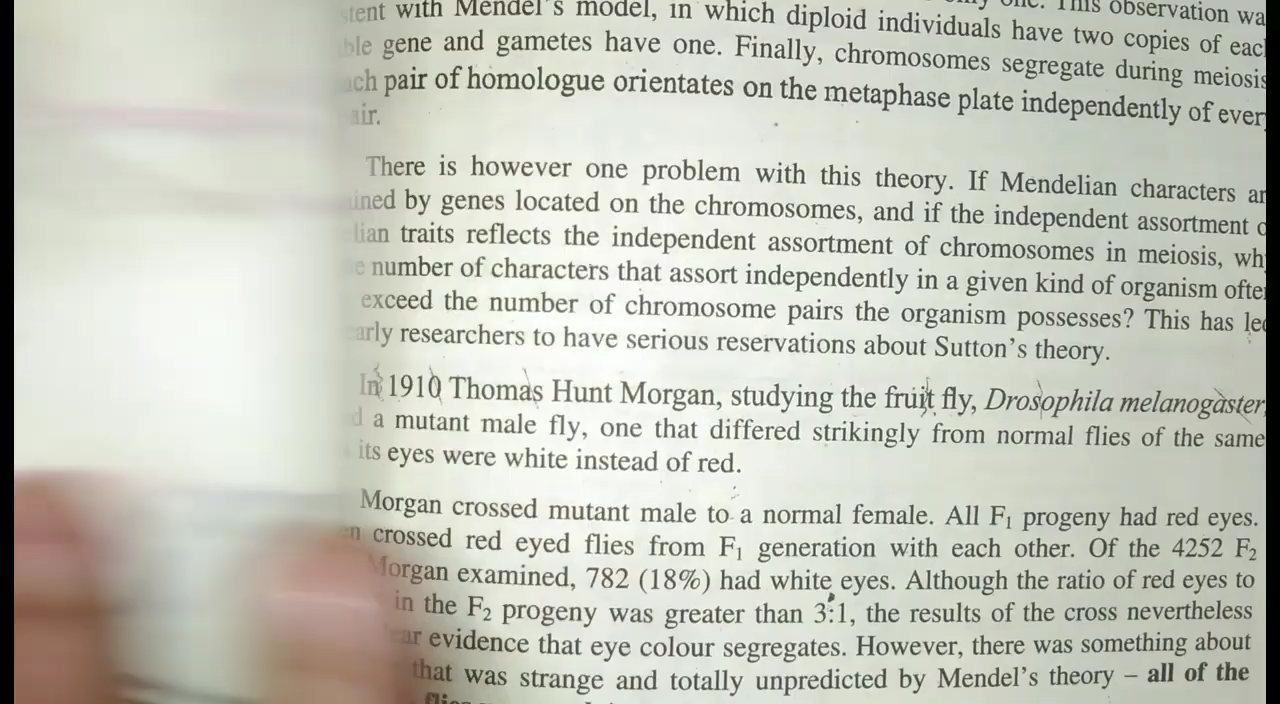 with Mendel's model, in which diploid individuals have two copies of
gene and gametes have one. Finally, chromosomes segregate during meiosis
pair of homologue orientates on the metaphase plate independently of
There is however one problem with this theory. If Mendelian characters
by genes located on the chromosomes, and if the independent assortment
traits reflects the independent assortment of chromosomes in meiosis,
number of characters that assort independently in a given kind of organism
exceed the number of chromosome pairs the organism possesses? This has
researchers to have serious reservations about Sutton's theory.
In 1910 Thomas Hunt Morgan, studying the fruit fly, Drosophila melanogaster,
a mutant male fly, one that differed strikingly from normal flies of the same
its eyes were white instead of red.
Morgan crossed mutant male to a normal female. All F₁ progeny had red eyes.
crossed red eyed flies from F₁ generation with each other. Of the 4252 F₂
Morgan examined, 782 (18%) had white eyes. Although the ratio of red eyes to
in the F₂ progeny was greater than 3:1, the results of the cross nevertheless
evidence that eye colour segregates. However, there was something about
that was strange and totally unpredicted by Mendel's theory – all of the